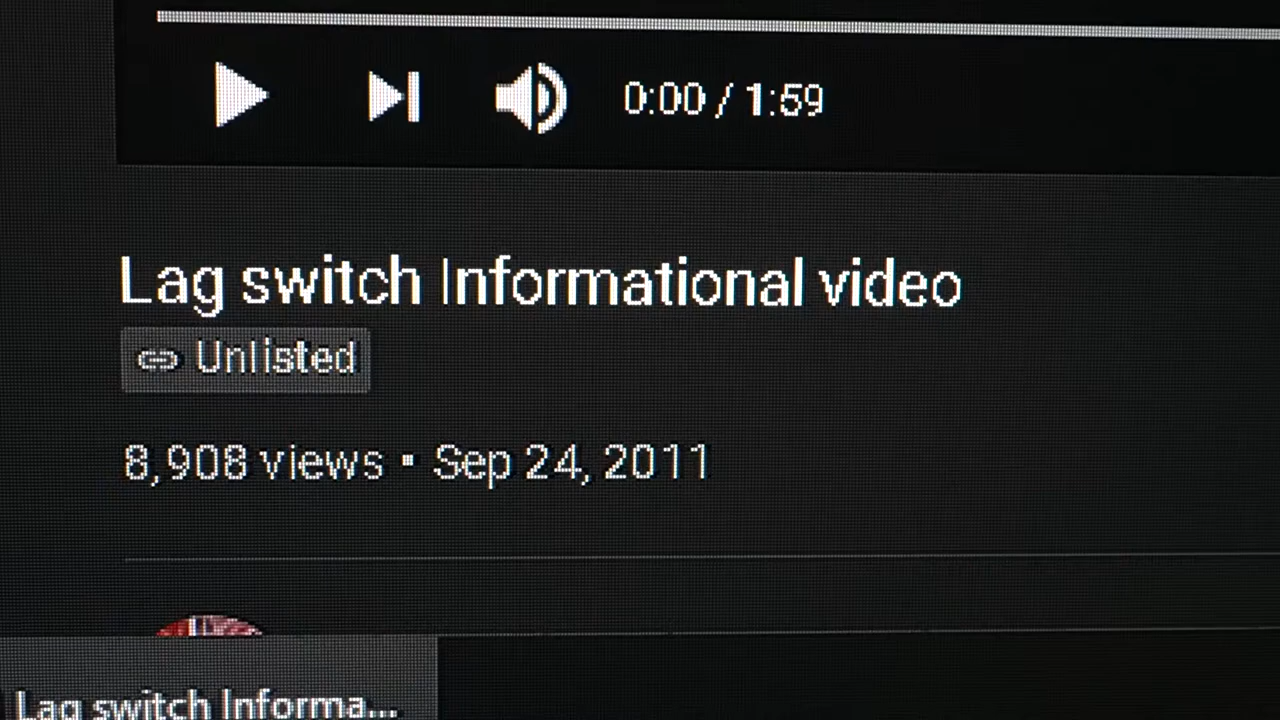 0:00 / 1:59
Lag switch Informational video
Unlisted
8,908 views • Sep 24, 2011
Lag switch Informa...